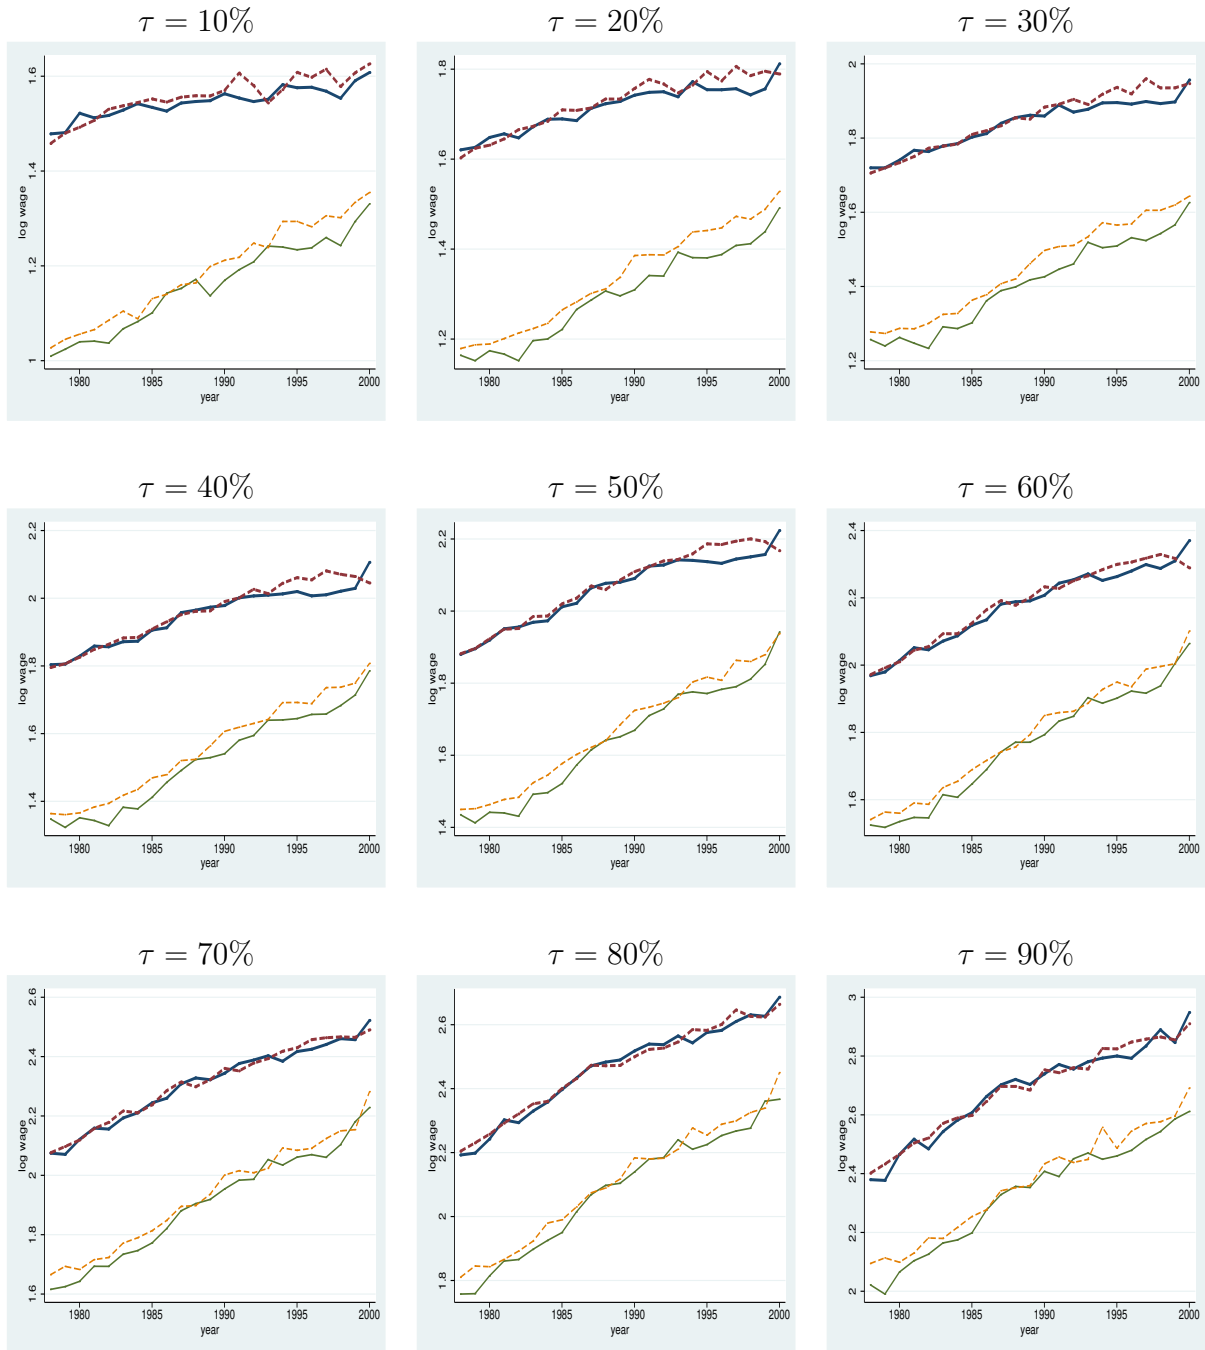 τ = 10%
τ = 20%
τ = 30%
log wage
1 1.2 1.4 1.6
1980 1985 1990 1995 2000
year
log wage
1.2 1.4 1.6 1.8
1980 1985 1990 1995 2000
year
log wage
1.2 1.4 1.6 1.8 2
1980 1985 1990 1995 2000
year
τ = 40%
τ = 50%
τ = 60%
log wage
1.4 1.6 1.8 2 2.2
1980 1985 1990 1995 2000
year
log wage
1.4 1.6 1.8 2 2.2
1980 1985 1990 1995 2000
year
log wage
1.6 1.8 2 2.2 2.4
1980 1985 1990 1995 2000
year
τ = 70%
τ = 80%
τ = 90%
log wage
1.6 1.8 2 2.2 2.4 2.6
1980 1985 1990 1995 2000
year
log wage
1.8 2 2.2 2.4 2.6
1980 1985 1990 1995 2000
year
log wage
2 2.2 2.4 2.6 2.8 3
1980 1985 1990 1995 2000
year